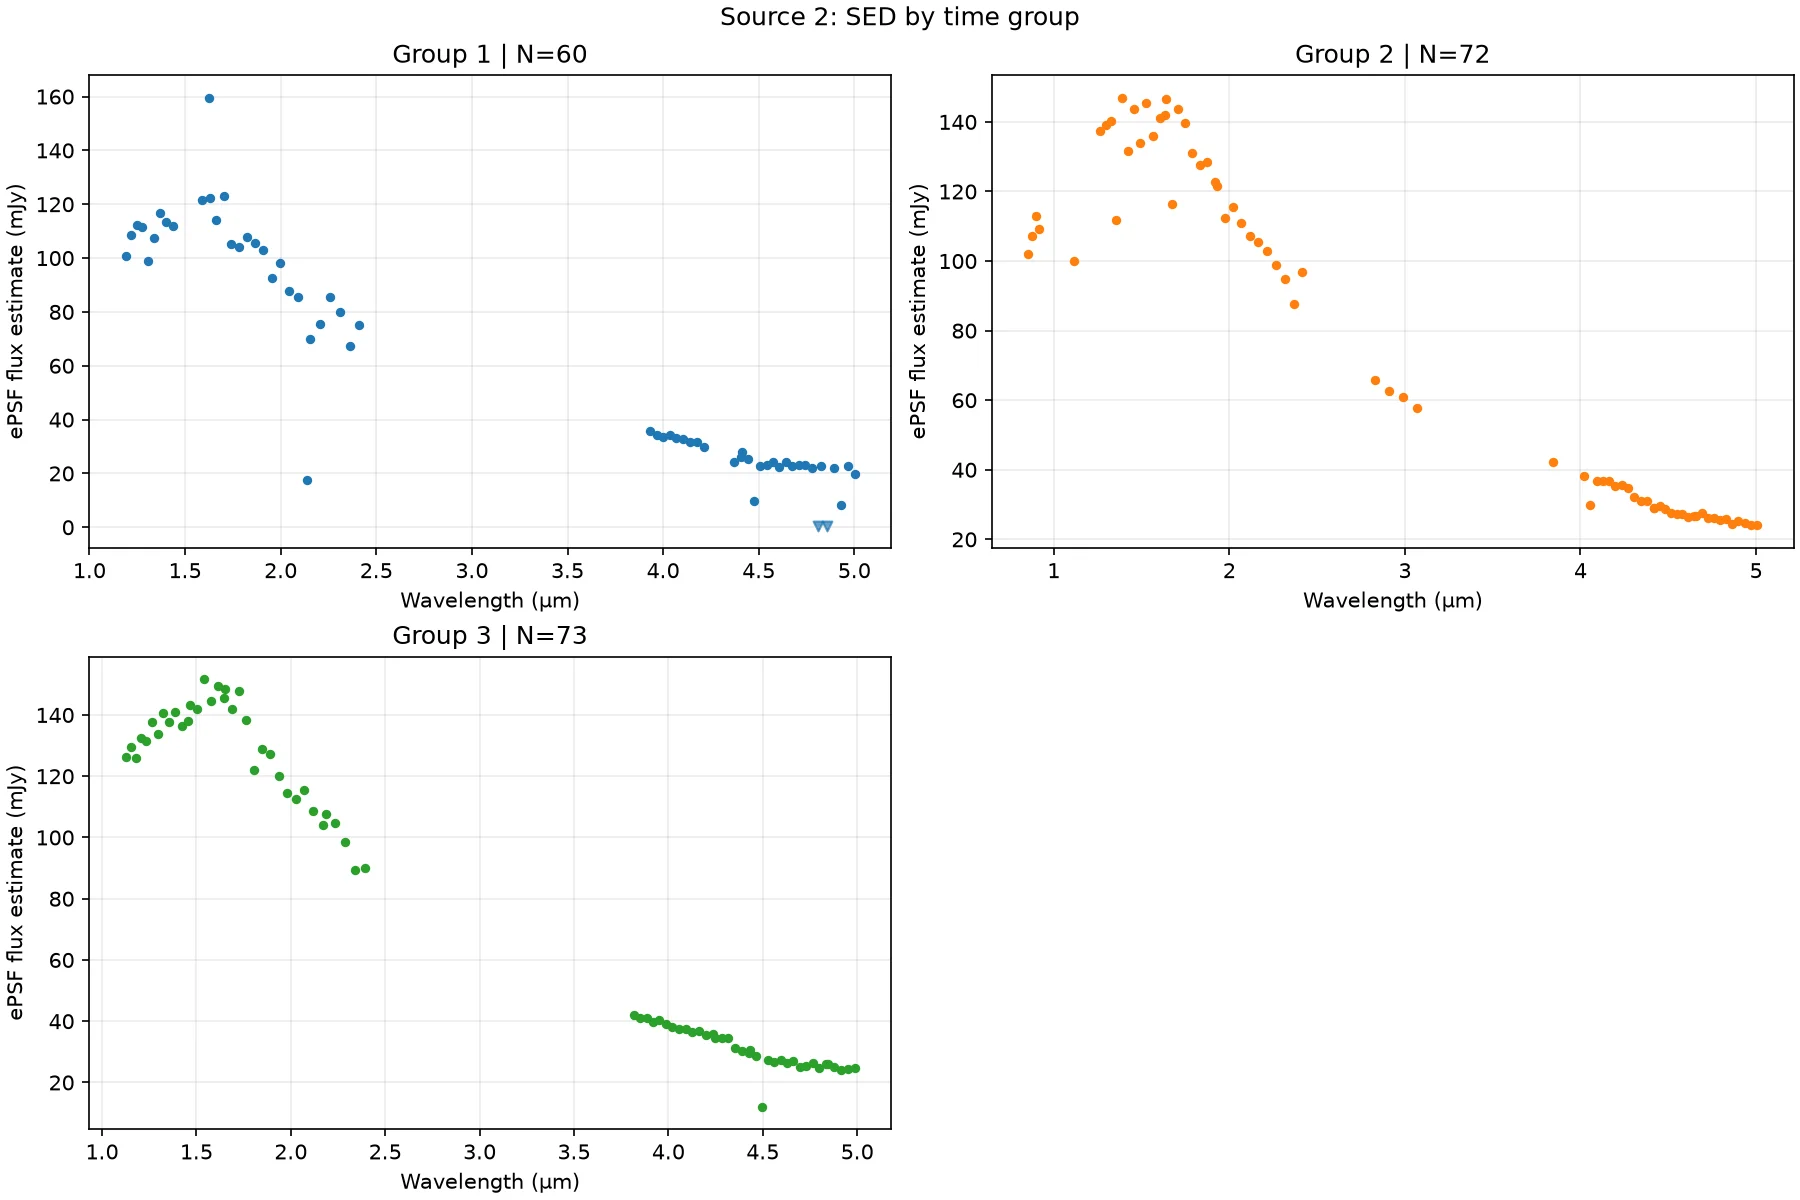 Source 2: SED by time group
Group 1 | N=60
160
140
120
100
80
60
40
20
0
ePSF flux estimate (mJy)
1.0 1.5 2.0 2.5 3.0 3.5 4.0 4.5 5.0
Wavelength (μm)
Group 2 | N=72
140
120
100
80
60
40
20
ePSF flux estimate (mJy)
1 2 3 4 5
Wavelength (μm)
Group 3 | N=73
140
120
100
80
60
40
20
ePSF flux estimate (mJy)
1.0 1.5 2.0 2.5 3.0 3.5 4.0 4.5 5.0
Wavelength (μm)